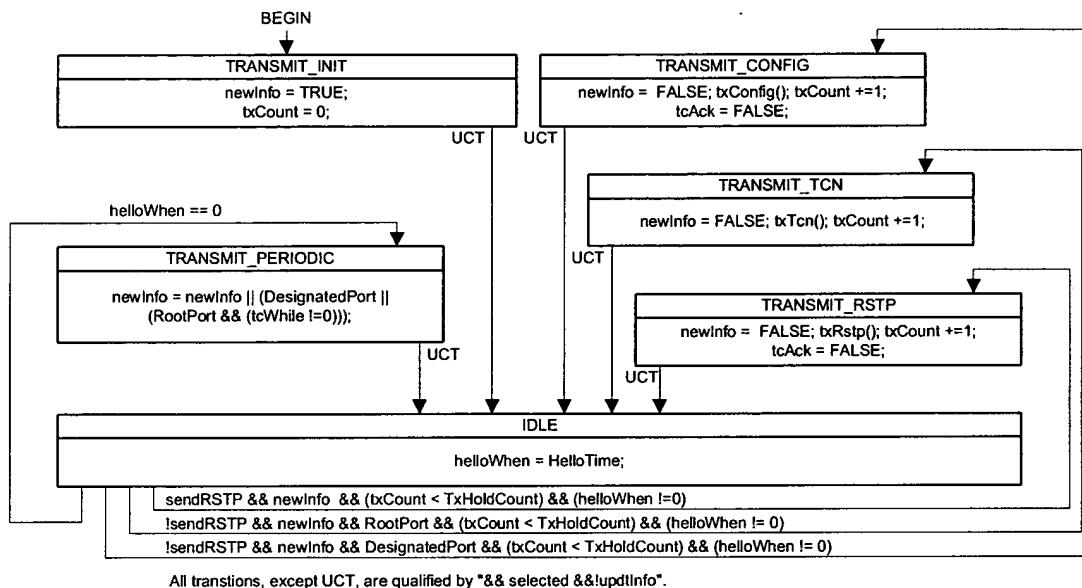 BEGIN
TRANSMIT_INIT
newInfo = TRUE;
txCount = 0;
UCT
TRANSMIT_CONFIG
newInfo = FALSE; txConfig(); txCount +=1;
tcAck = FALSE;
UCT
TRANSMIT_TCN
newInfo = FALSE; txTcn(); txCount +=1;
UCT
helloWhen == 0
TRANSMIT_PERIODIC
newInfo = newInfo || (DesignatedPort ||
(RootPort && (tcWhile !=0)));
UCT
TRANSMIT_RSTP
newInfo = FALSE; txRstp(); txCount +=1;
tcAck = FALSE;
UCT
IDLE
helloWhen = HelloTime;
sendRSTP && newInfo && (txCount < TxHoldCount) && (helloWhen !=0)
!sendRSTP && newInfo && RootPort && (txCount < TxHoldCount) && (helloWhen != 0)
!sendRSTP && newInfo && DesignatedPort && (txCount < TxHoldCount) && (helloWhen != 0)
All transtions, except UCT, are qualified by "&& selected &&!updtInfo".